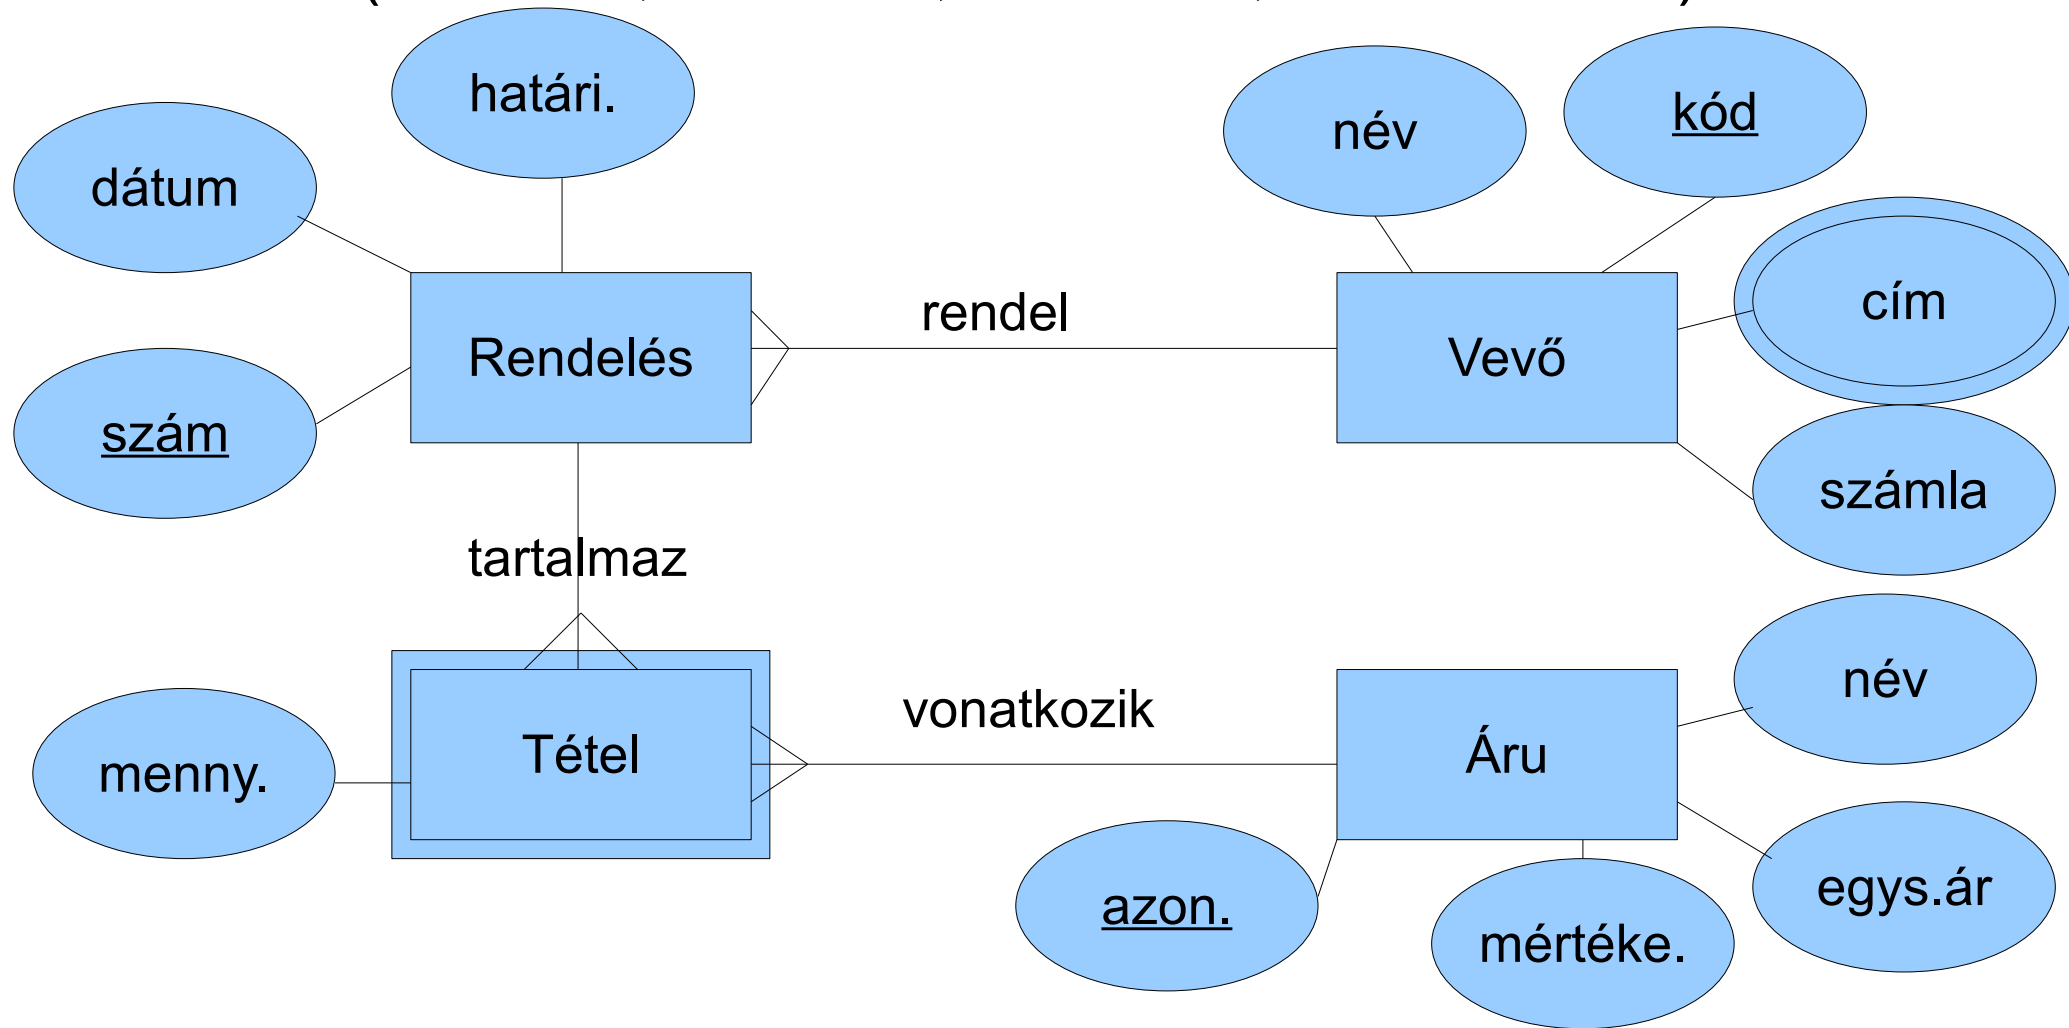 határi.
név
kód
dátum
cím
rendel
Rendelés
Vevő
szám
számla
tartalmaz
név
vonatkozik
Tétel
Áru
menny.
egys.ár
azon.
mértéke.